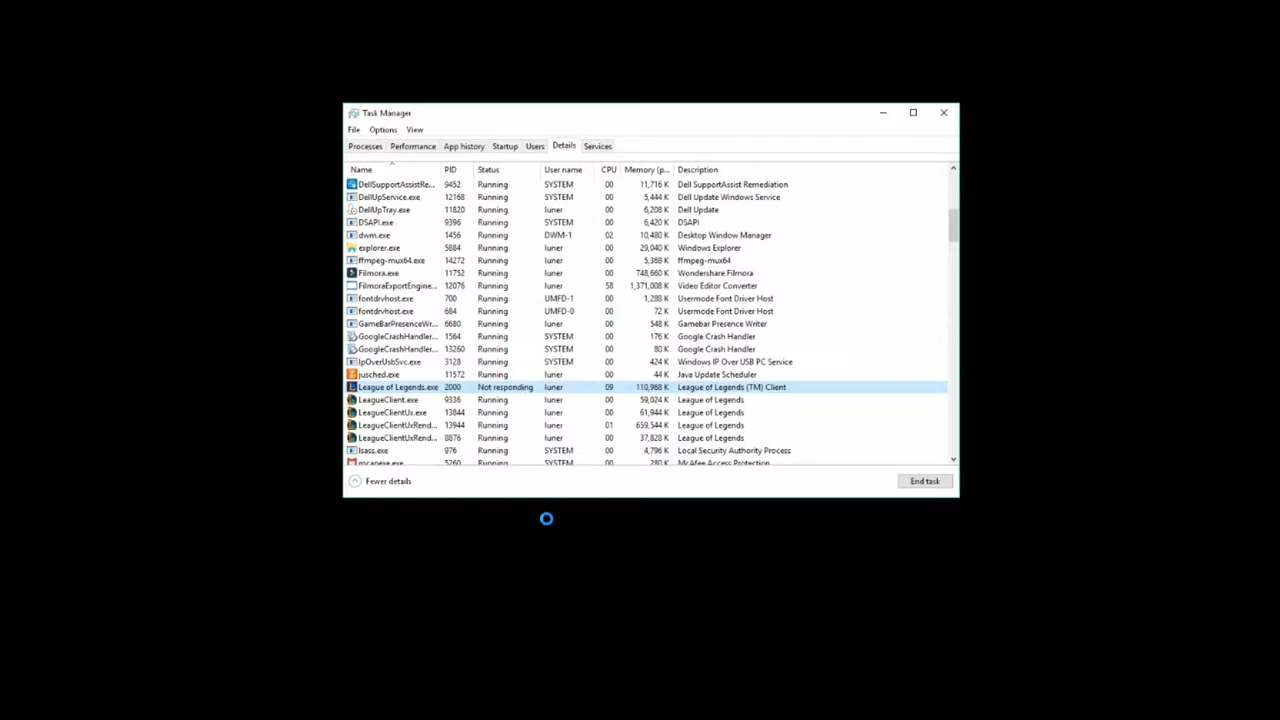 Task Manager
File Options View
Processes Performance App history Startup Users Details Services
Name PID Status User name CPU Memory (p... Description
DellSupportAssistRe... 9452 Running SYSTEM 00 11,716 K Dell SupportAssist Remediation
DellUpService.exe 12168 Running SYSTEM 00 5,444 K Dell Update Windows Service
DellUpTray.exe 11820 Running luner 00 6,208 K Dell Update
DSAPI.exe 9396 Running SYSTEM 00 6,420 K DSAPI
dwm.exe 1456 Running DWM-1 02 10,480 K Desktop Window Manager
explorer.exe 5884 Running luner 00 29,040 K Windows Explorer
ffmpeg-mux64.exe 14272 Running luner 00 5,368 K ffmpeg-mux64
Filmora.exe 11752 Running luner 00 748,660 K Wondershare Filmora
FilmoraExportEngine... 12076 Running luner 58 1,371,008 K Video Editor Converter
fontdrvhost.exe 700 Running UMFD-1 00 1,288 K Usermode Font Driver Host
fontdrvhost.exe 684 Running UMFD-0 00 72 K Usermode Font Driver Host
GameBarPresenceWr... 6680 Running luner 00 548 K Gamebar Presence Writer
GoogleCrashHandler... 1564 Running SYSTEM 00 176 K Google Crash Handler
GoogleCrashHandler... 13260 Running SYSTEM 00 80 K Google Crash Handler
IpOverUsbSvc.exe 3128 Running SYSTEM 00 424 K Windows IP Over USB PC Service
jusched.exe 11572 Running luner 00 44 K Java Update Scheduler
League of Legends.exe 2000 Not responding luner 09 110,968 K League of Legends (TM) Client
LeagueClient.exe 9336 Running luner 00 59,024 K League of Legends
LeagueClientUx.exe 13844 Running luner 00 61,944 K League of Legends
LeagueClientUxRend... 13944 Running luner 01 659,544 K League of Legends
LeagueClientUxRend... 8876 Running luner 00 37,828 K League of Legends
lsass.exe 976 Running SYSTEM 00 4,796 K Local Security Authority Process
mcapexe.exe 5260 Running SYSTEM 00 280 K McAfee Access Protection
Fewer details End task